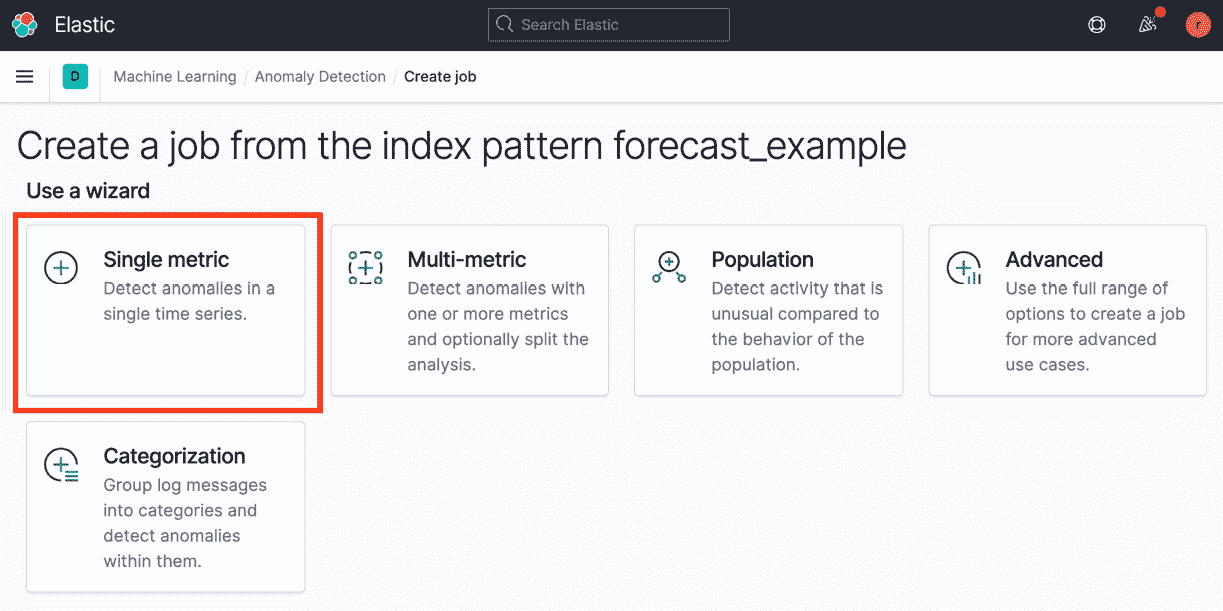 Elastic
Search Elastic
D
Machine Learning / Anomaly Detection / Create job
Create a job from the index pattern forecast_example
Use a wizard
Single metric
Detect anomalies in a
single time series.
Multi-metric
Detect anomalies with
one or more metrics
and optionally split the
analysis.
Population
Detect activity that is
unusual compared to
the behavior of the
population.
Advanced
Use the full range of
options to create a job
for more advanced
use cases.
Categorization
Group log messages
into categories and
detect anomalies
within them.